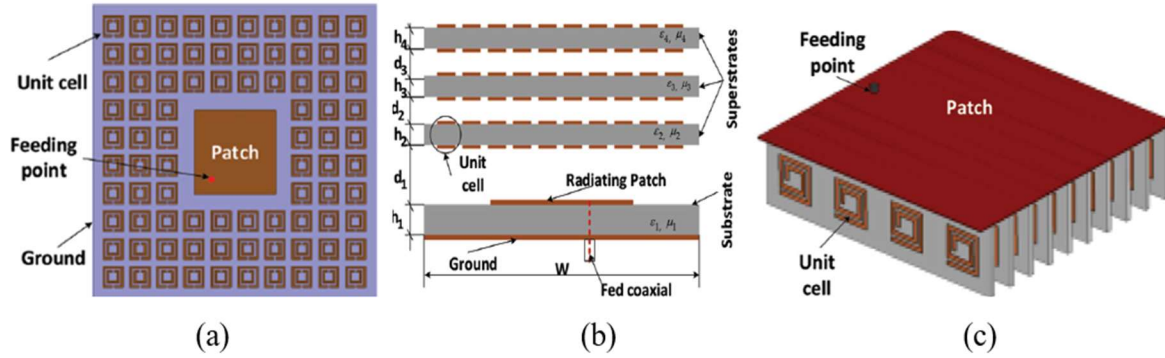 Unit cell
Feeding
point
Patch
Ground
(a)
h4
d3
h3
d2
h2
d1
h1
ε4, μ4
ε3, μ3
ε2, μ2
Superstrates
Unit
cell
Radiating Patch
ε1, μ1
Substrate
Ground
W
Fed coaxial
(b)
Feeding
point
Patch
Unit
cell
(c)